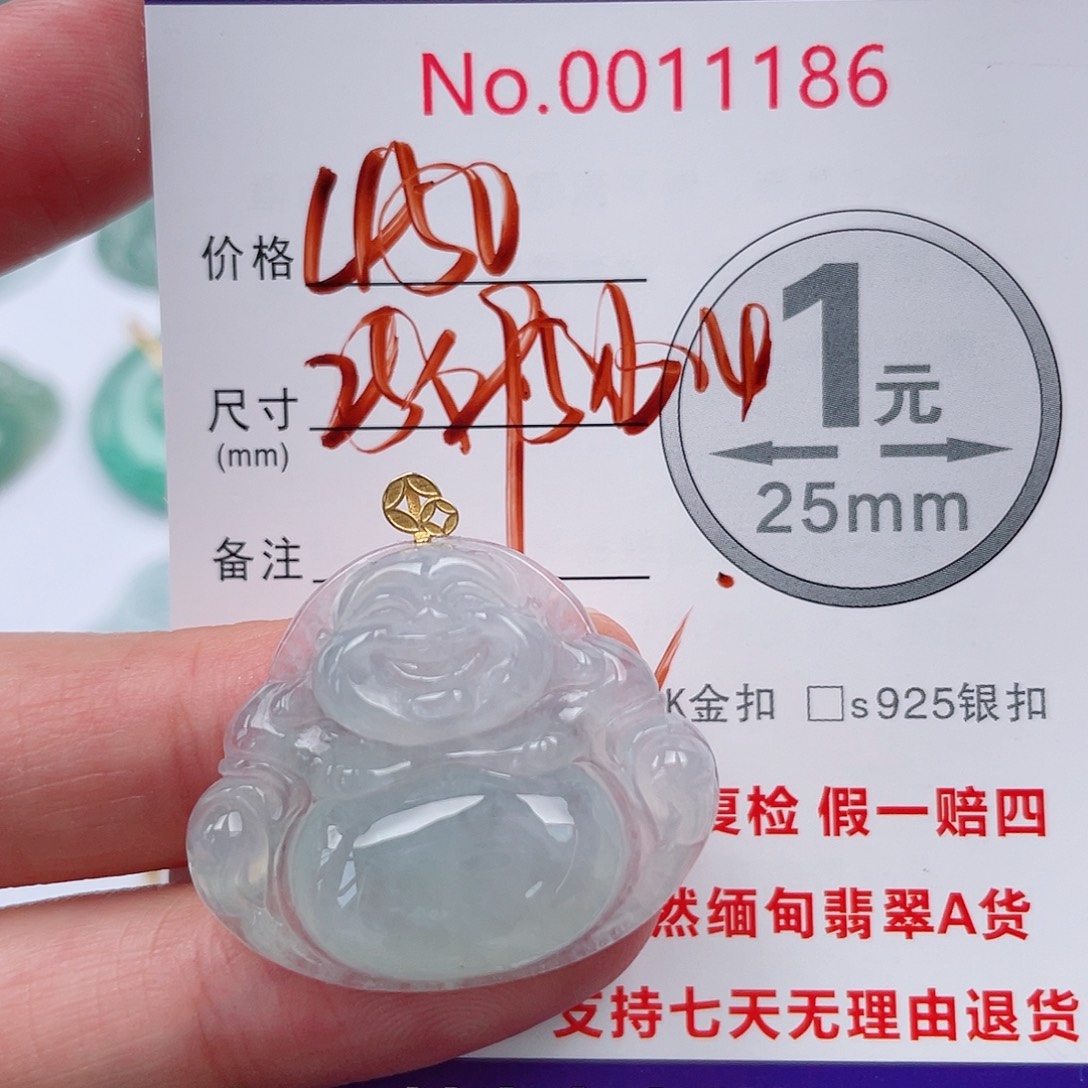 No.0011186
价格
1元
尺寸
(mm)
25mm
备注
K金扣 □s925银扣
复检 假一赔四
然缅甸翡翠A货
支持七天无理由退货